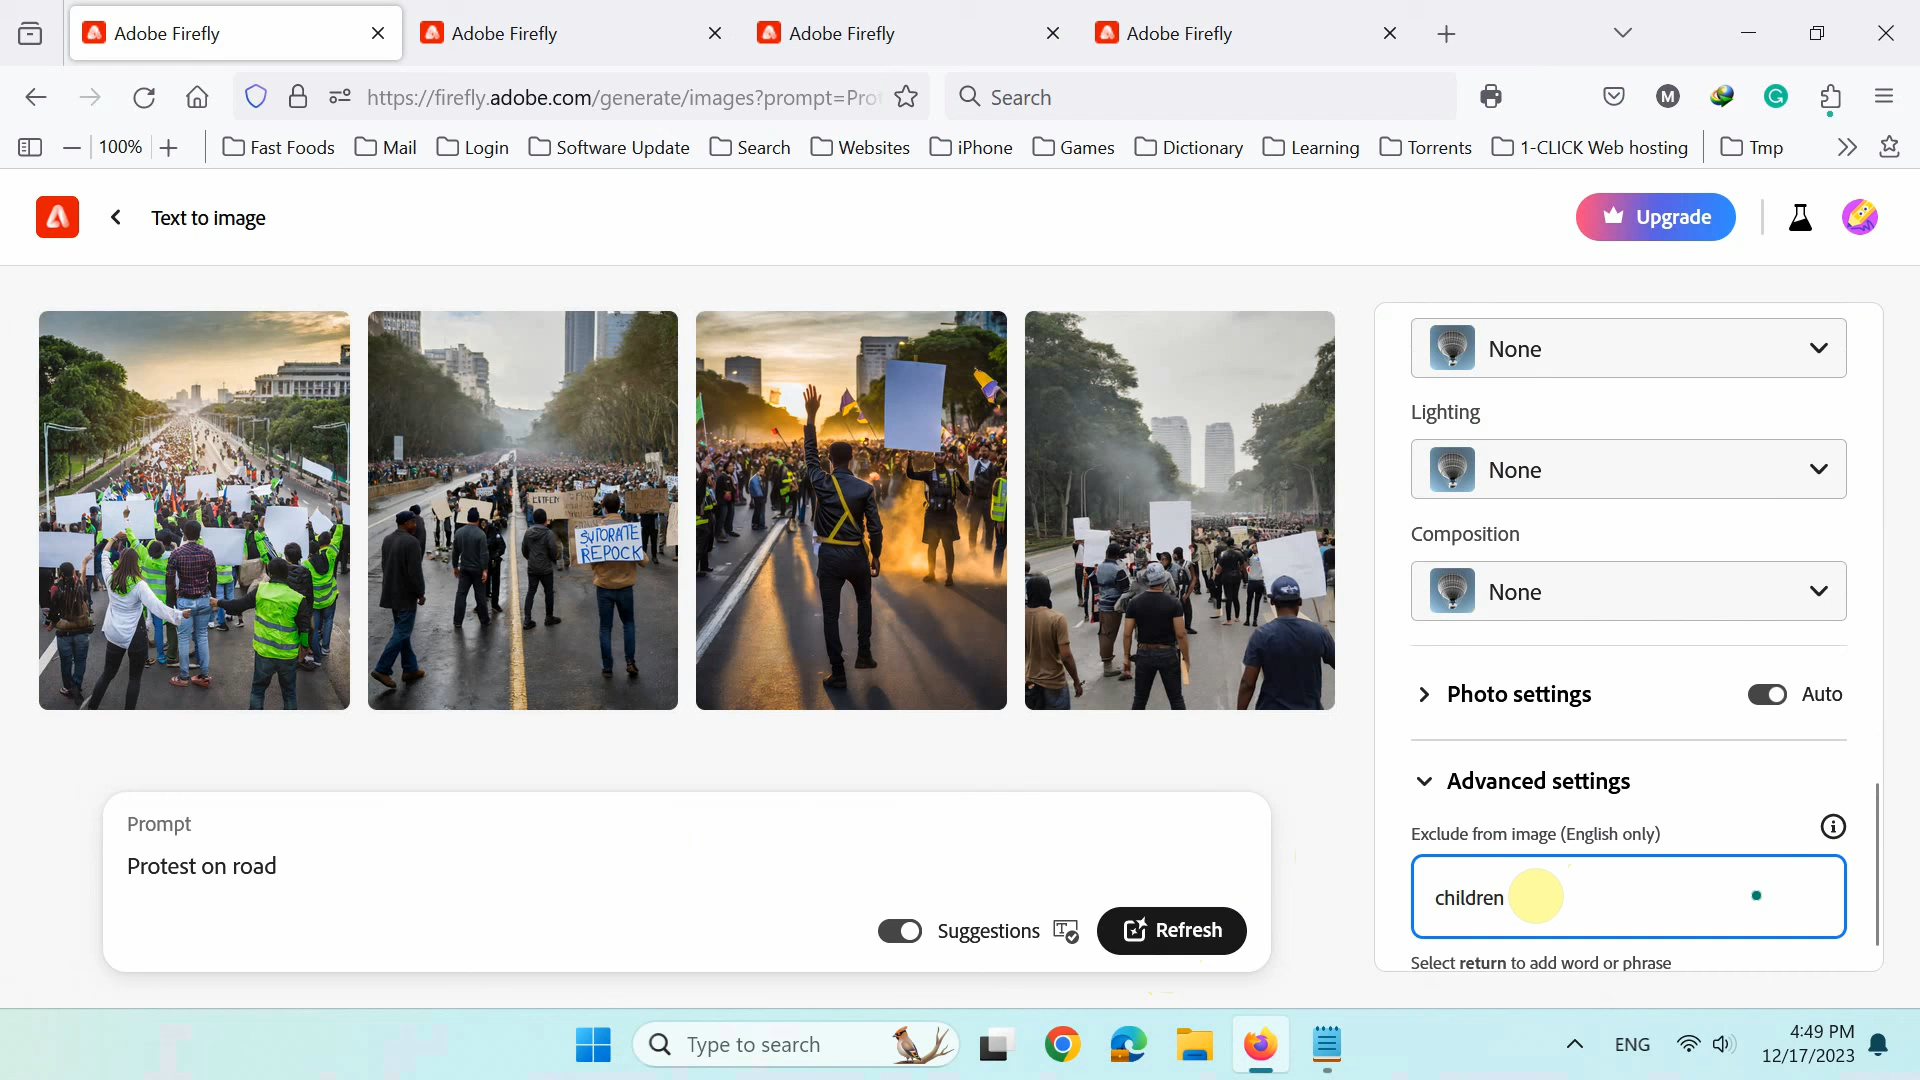 Adobe Firefly
Adobe Firefly
Adobe Firefly
Adobe Firefly
https://firefly.adobe.com/generate/images?prompt=Prot
Search
M
G
100%
Fast Foods
Mail
Login
Software Update
Search
Websites
iPhone
Games
Dictionary
Learning
Torrents
1-CLICK Web hosting
Tmp
Text to image
Upgrade
SUTORATE
REPOCK
None
Lighting
None
Composition
None
Photo settings
Auto
Advanced settings
Exclude from image (English only)
children
Select return to add word or phrase
Prompt
Protest on road
Suggestions
Refresh
Type to search
ENG
4:49 PM
12/17/2023